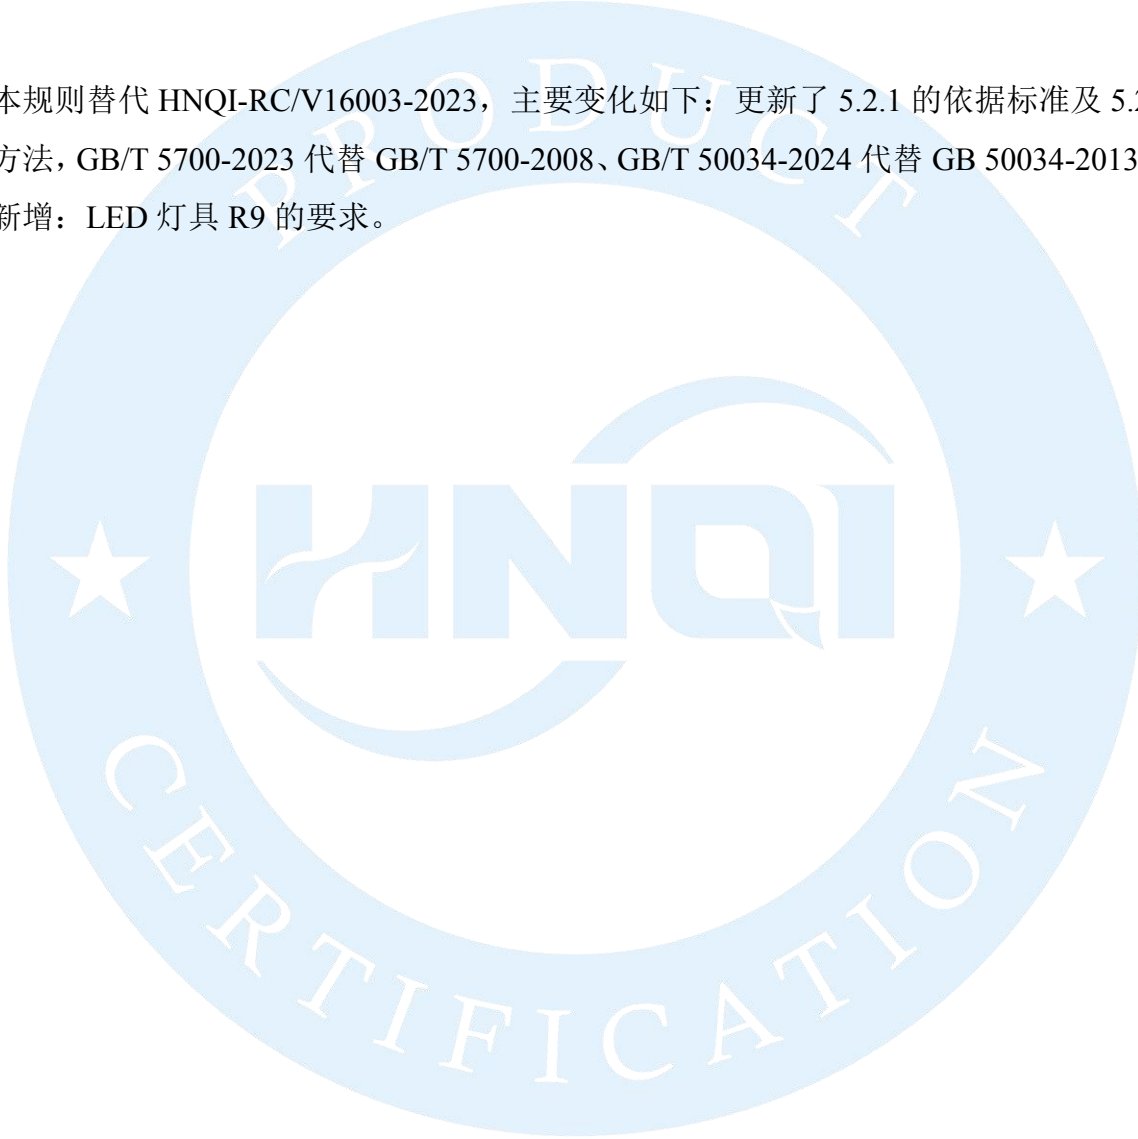 本规则替代 HNQI-RC/V16003-2023，主要变化如下：更新了 5.2.1 的依据标准及 5.2
方法，GB/T 5700-2023 代替 GB/T 5700-2008、GB/T 50034-2024 代替 GB 50034-2013
新增：LED 灯具 R9 的要求。
PRODUCT
HNQI
CERTIFICATION